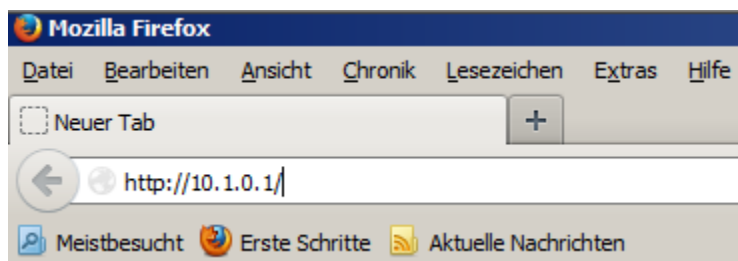 Mozilla Firefox
Datei Bearbeiten Ansicht Chronik Lesezeichen Extras Hilfe
Neuer Tab +
http://10.1.0.1/
Meistbesucht Erste Schritte Aktuelle Nachrichten